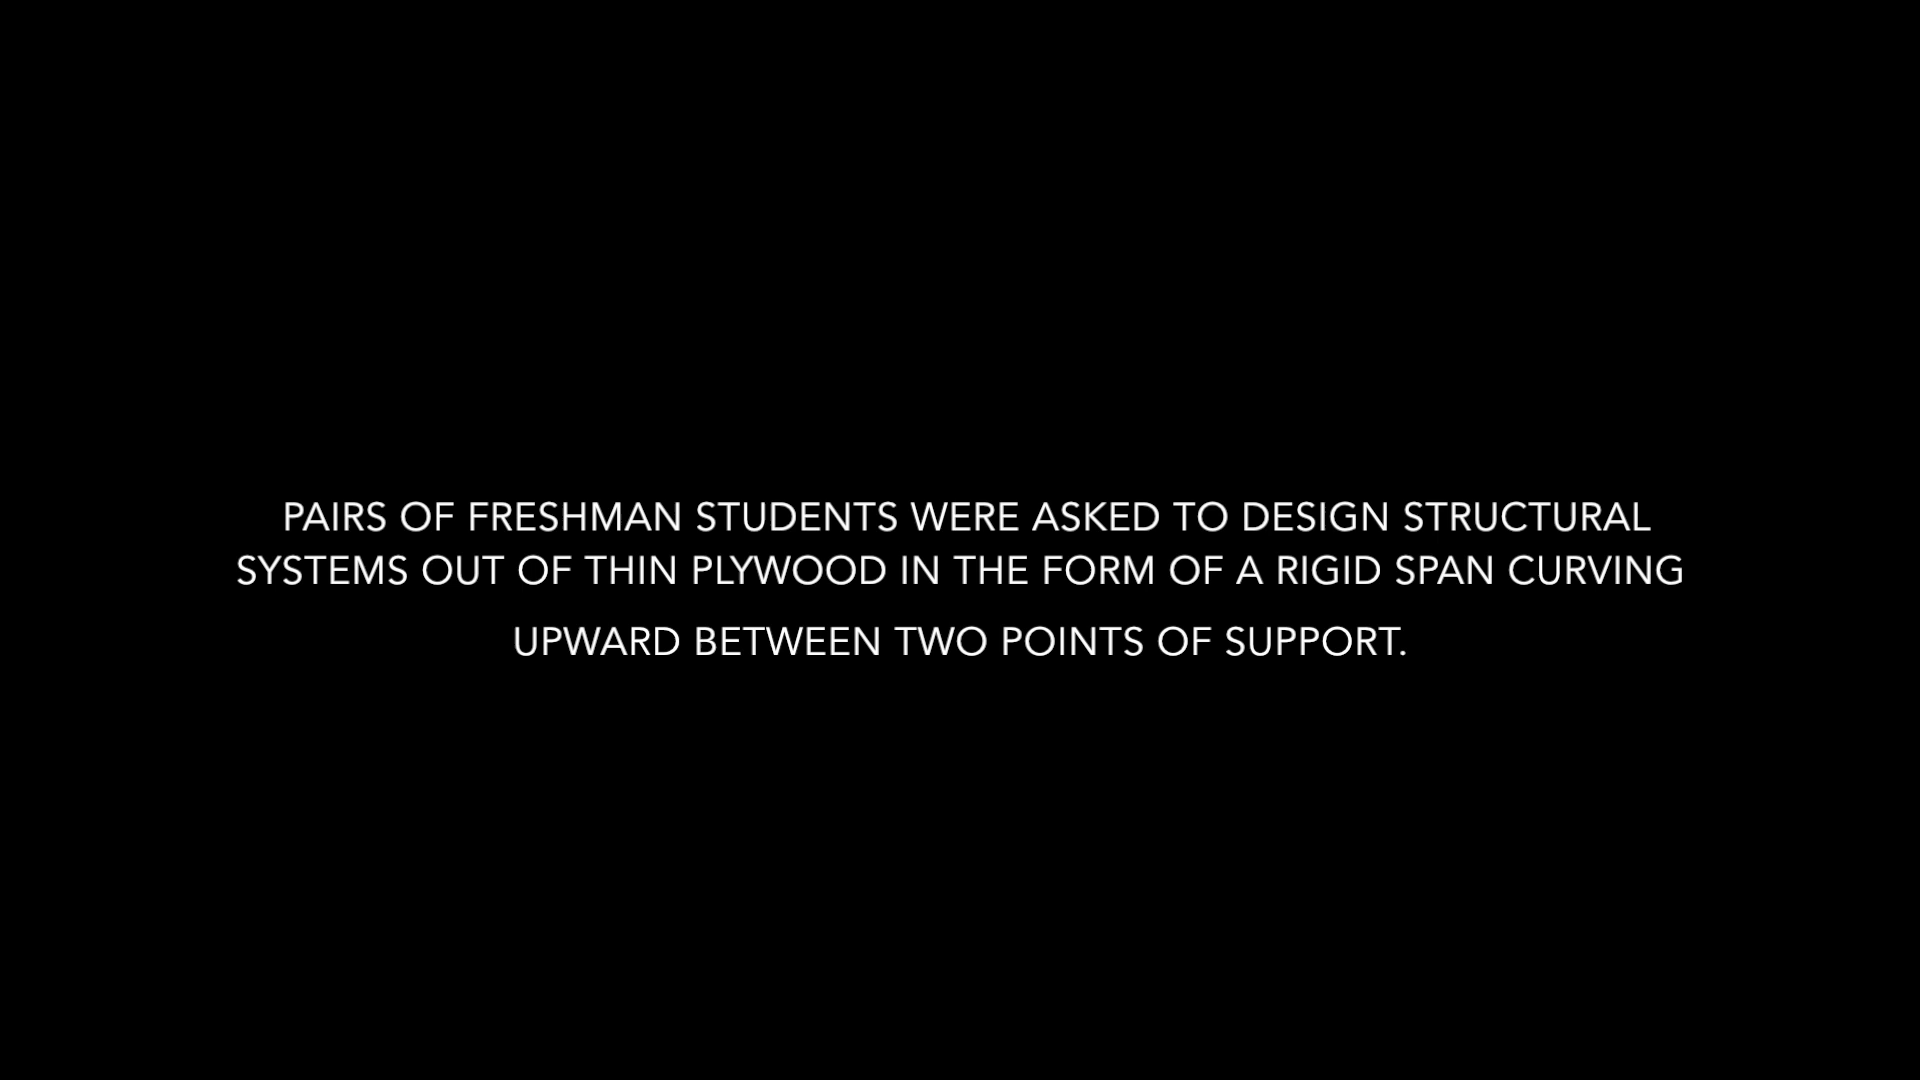 PAIRS OF FRESHMAN STUDENTS WERE ASKED TO DESIGN STRUCTURAL
SYSTEMS OUT OF THIN PLYWOOD IN THE FORM OF A RIGID SPAN CURVING
UPWARD BETWEEN TWO POINTS OF SUPPORT.